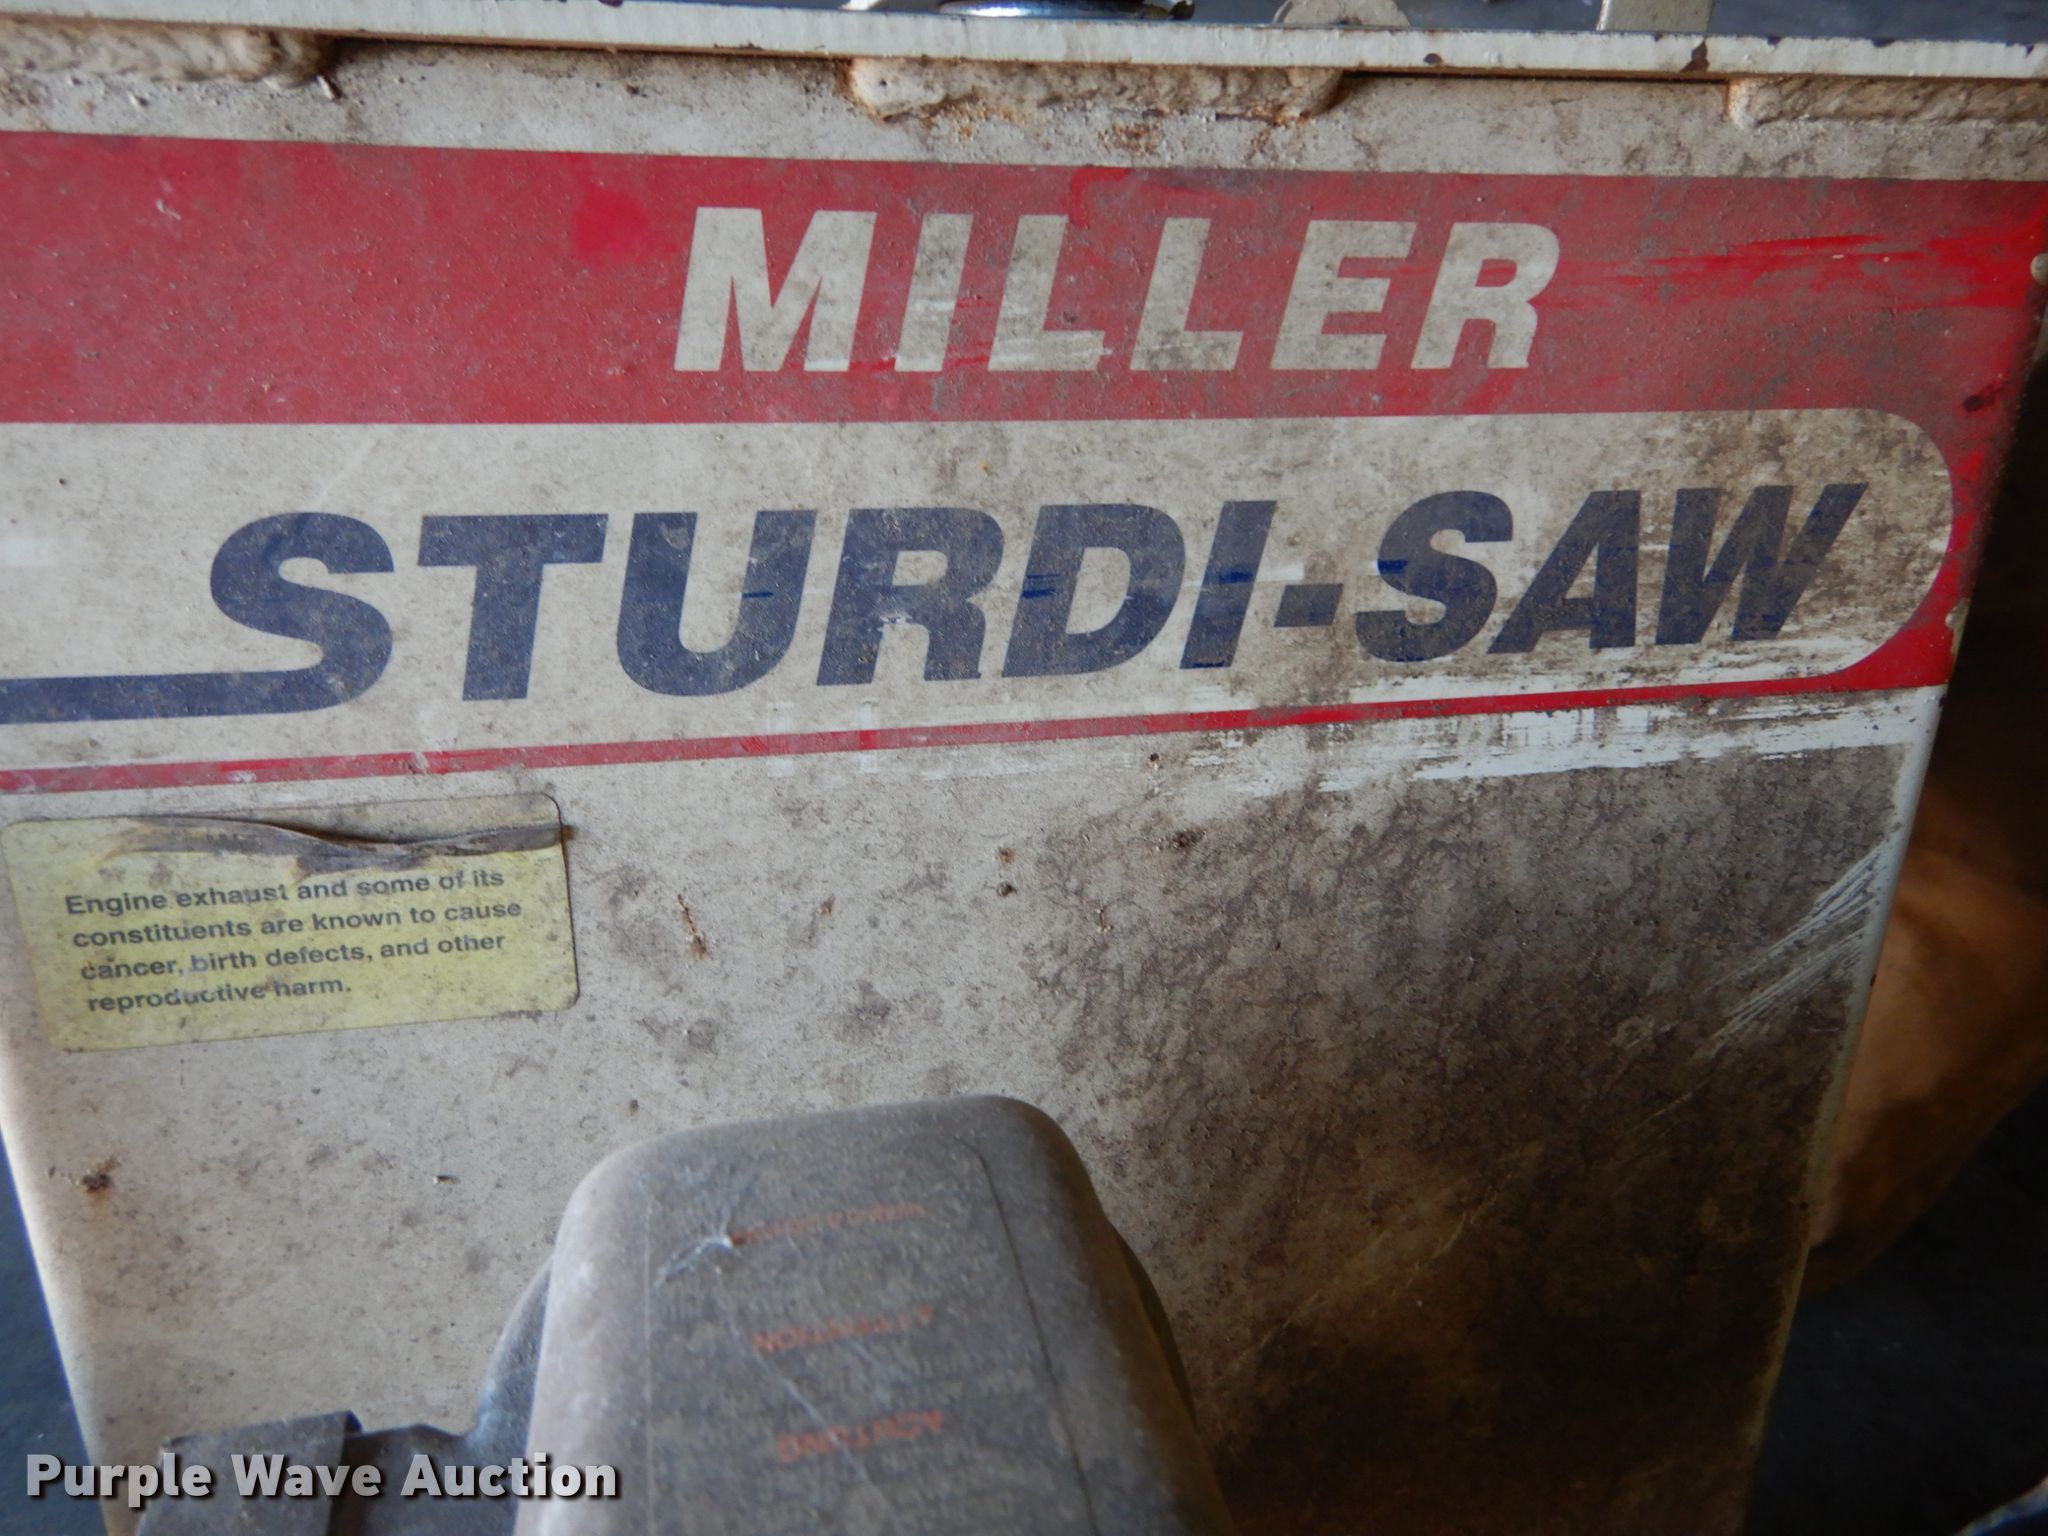 MILLER
STURDI-SAW
Engine exhaust and some of its
constituents are known to cause
cancer, birth defects, and other
reproductive harm.
ATTENTION
Purple Wave Auction